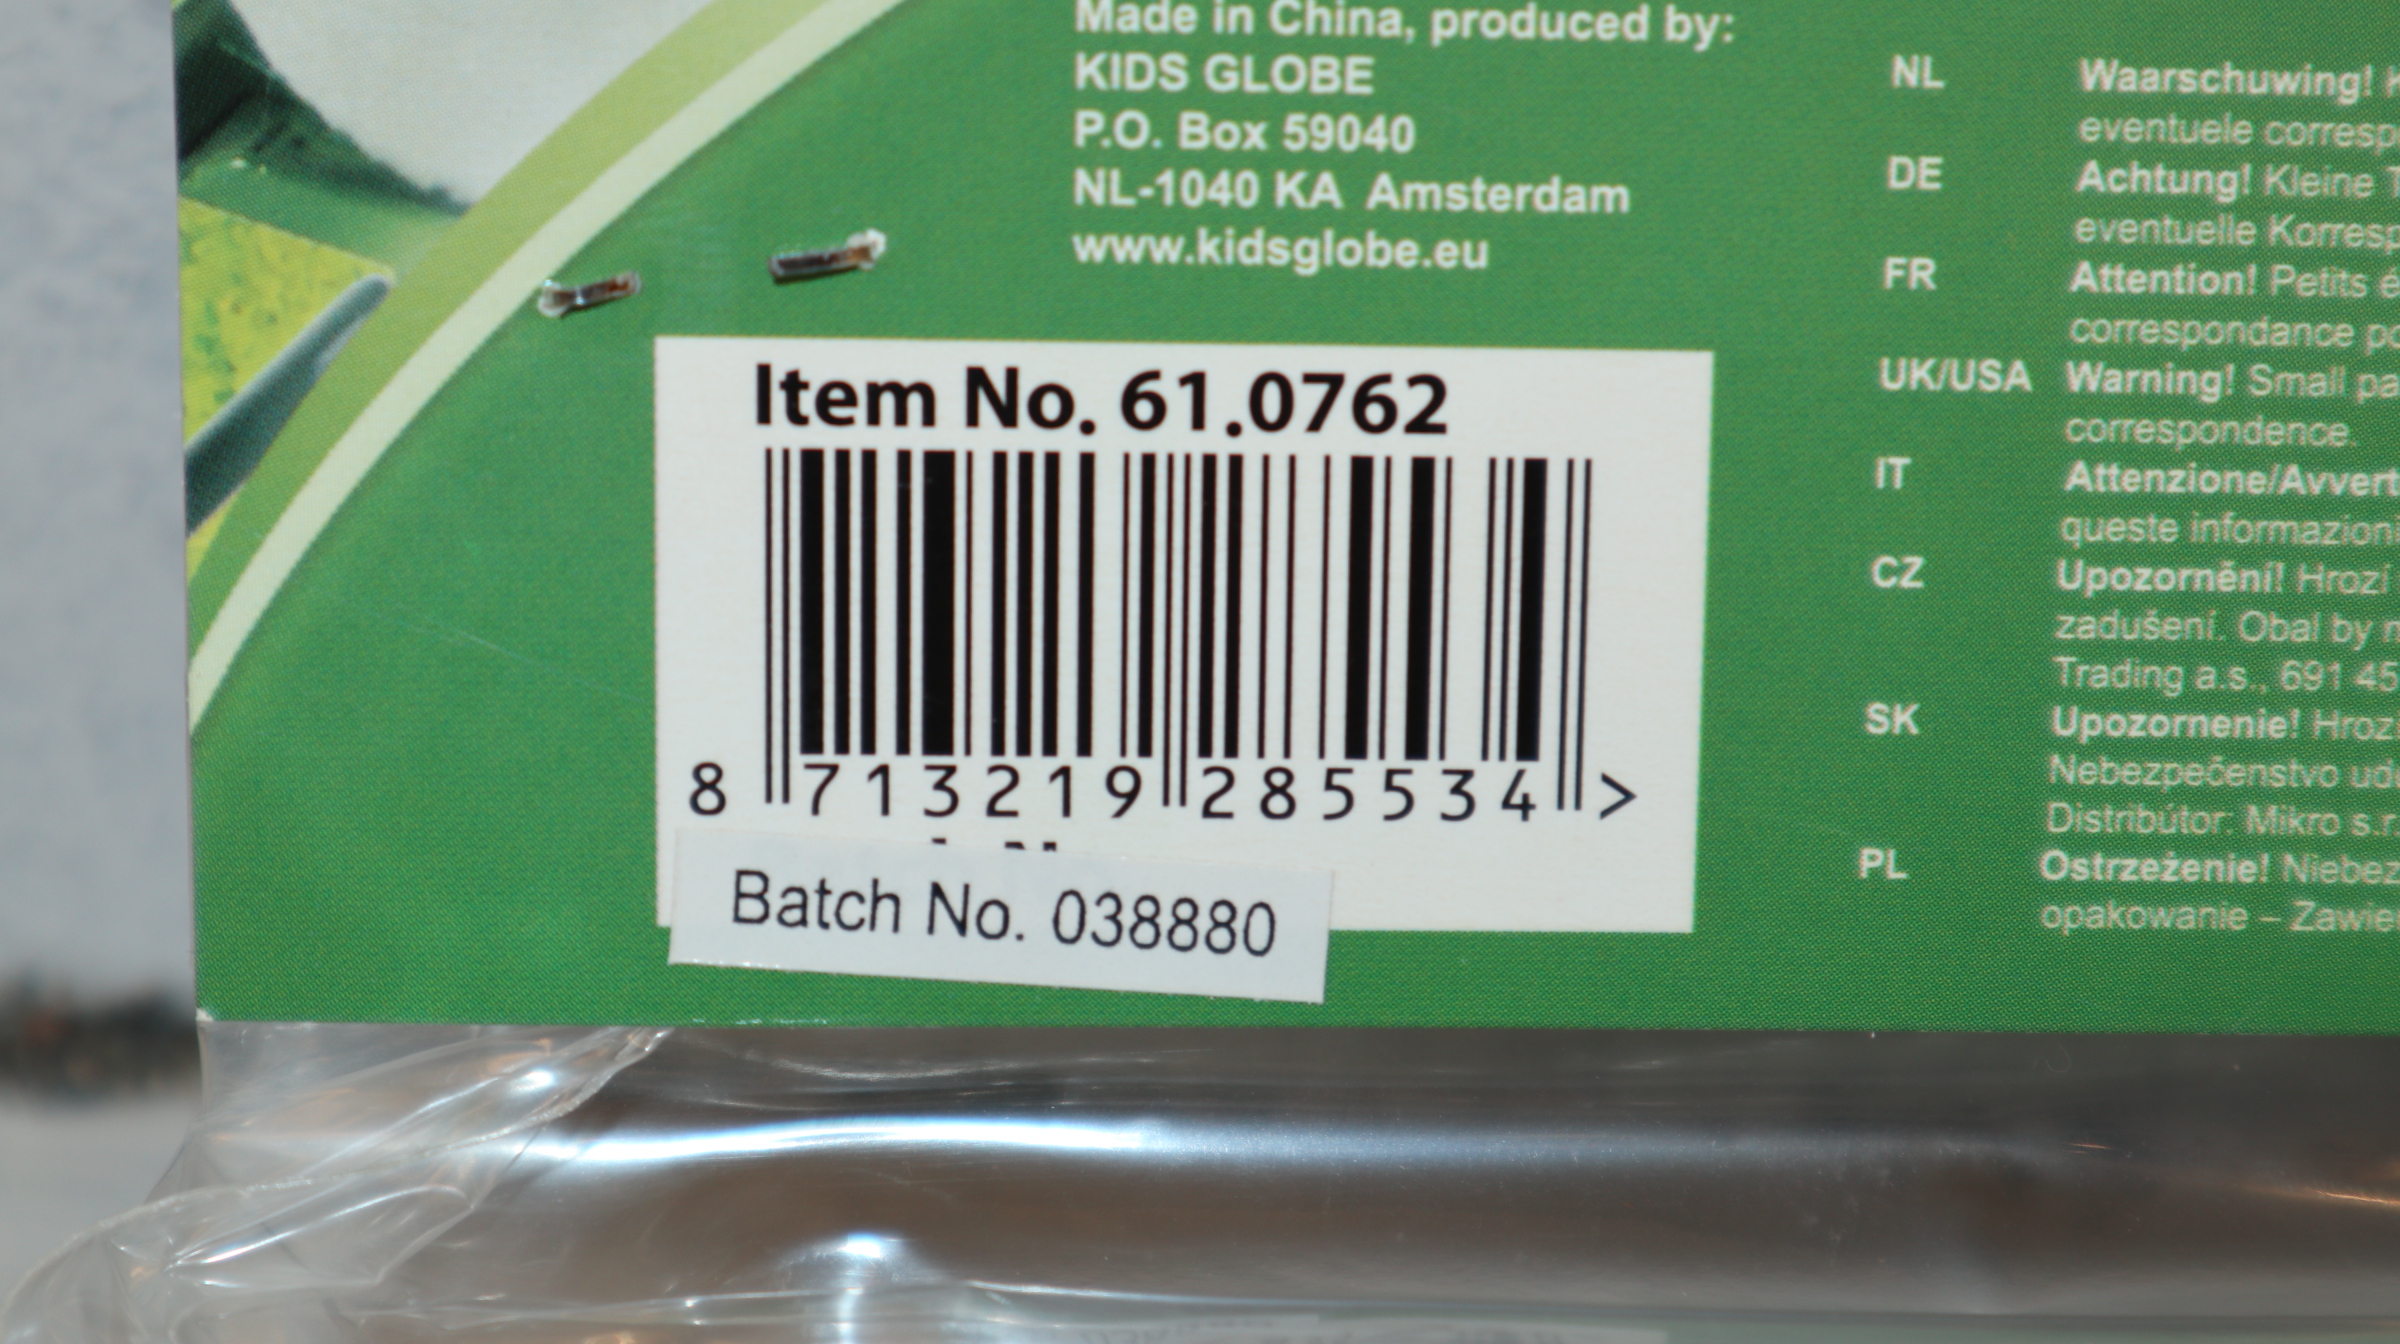 Made in China, produced by:
KIDS GLOBE
P.O. Box 59040
NL-1040 KA Amsterdam
www.kidsglobe.eu
Item No. 61.0762
8 713219 285534 >
Batch No. 038880
NL Waarschuwing!
eventuele
DE Achtung! Kleine
eventuelle
FR Attention! Petits
correspondance
UK/USA Warning! Small
correspondence.
IT Attenzione/Avvert
queste informazioni
CZ Upozornění! Hrozí
zadušení. Obal by
Trading a.s., 691 45
SK Upozornenie! Hrozí
Nebezpečenstvo
Distribútor: Mikro s.r.
PL Ostrzeżenie!
opakowanie –